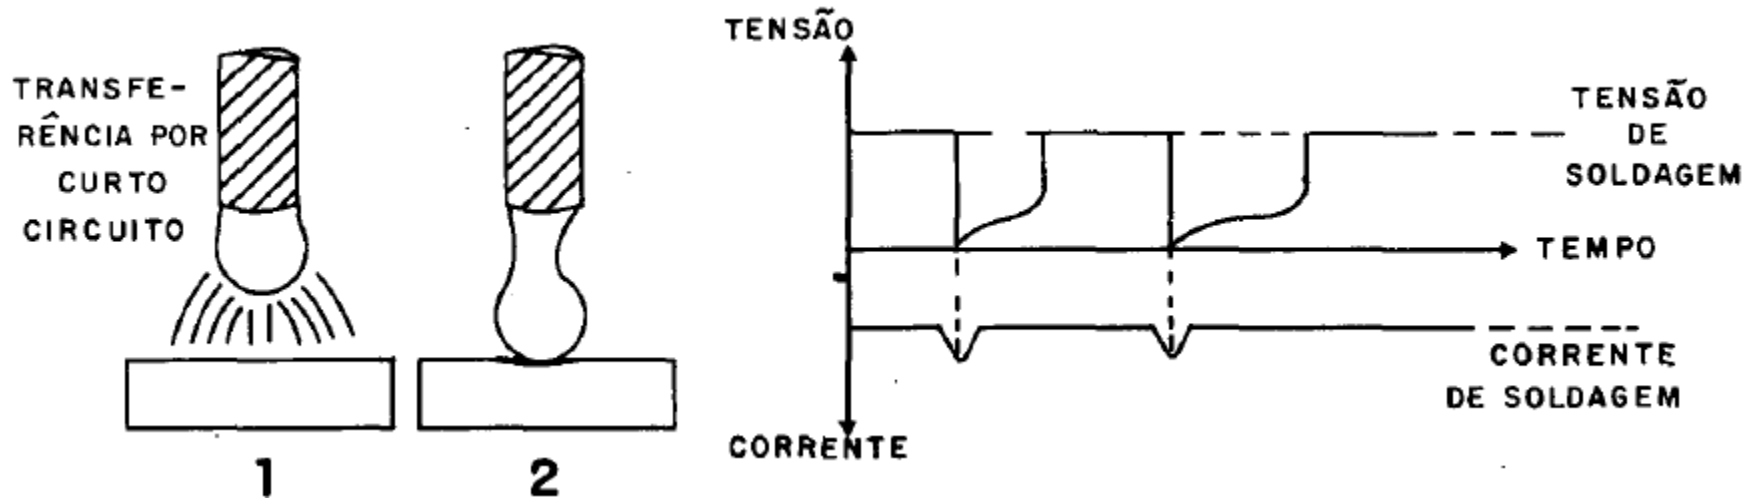 TRANSFE-
RÊNCIA POR
CURTO
CIRCUITO
1
2
TENSÃO
TENSÃO
DE
SOLDAGEM
TEMPO
CORRENTE
DE SOLDAGEM
CORRENTE